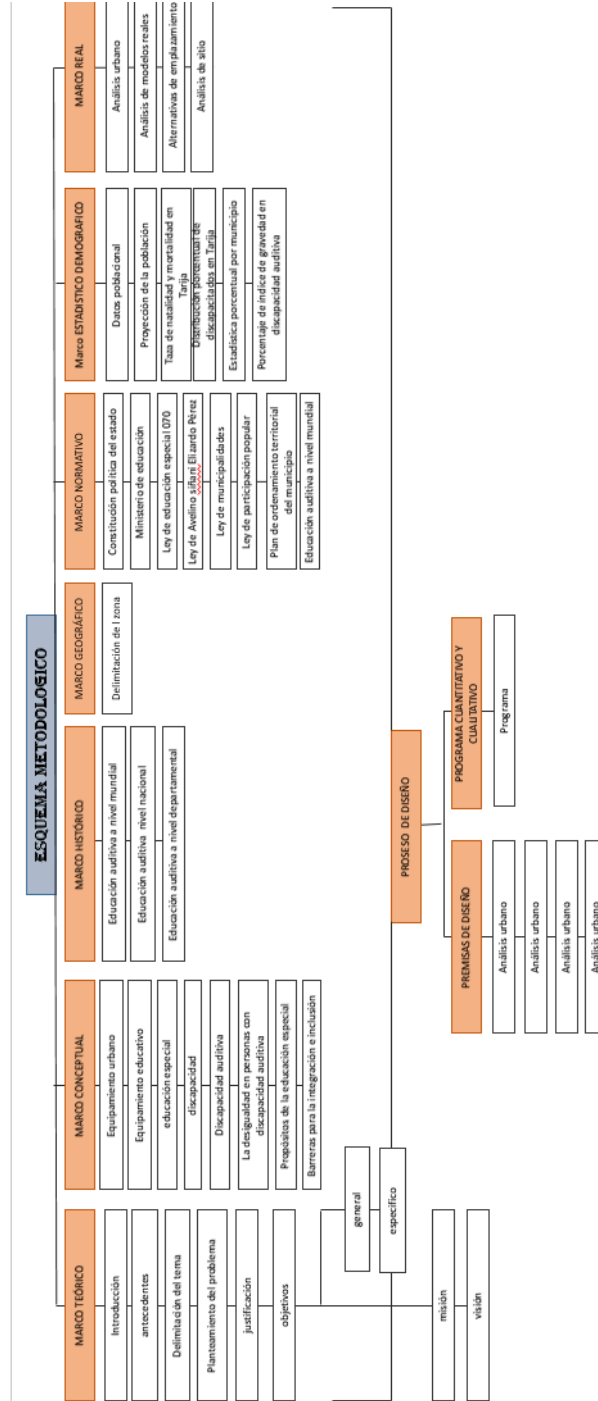 ESQUEMA METODOLOGICO
MARCO TEÓRICO
Introducción
antecedentes
Delimitación del tema
Planteamiento del problema
justificación
objetivos
general
especifico
misión
visión
MARCO CONCEPTUAL
Equipamiento urbano
Equipamiento educativo
educación especial
discapacidad
Discapacidad auditiva
La desigualdad en personas con
discapacidad auditiva
Propósitos de la educación especial
Barreras para la integración e inclusión
MARCO HISTÓRICO
Educación auditiva a nivel mundial
Educación auditiva nivel nacional
Educación auditiva a nivel departamental
MARCO GEOGRÁFICO
Delimitación de l zona
MARCO NORMATIVO
Constitución política del estado
Ministerio de educación
Ley de educación especial 070
Ley de Avelino siñani Elizardo Pérez
Ley de municipalidades
Ley de participación popular
Plan de ordenamiento territorial
del municipio
Educación auditiva a nivel mundial
Marco ESTADISTICO DEMOGRAFICO
Datos poblacional
Proyección de la población
Taza de natalidad y mortalidad en
Tarija
Distribución porcentual de
discapacitados en Tarija
Estadística porcentual por municipio
Porcentaje de indice de gravedad en
discapacidad auditiva
MARCO REAL
Análisis urbano
Análisis de modelos reales
Alternativas de emplazamiento
Análisis de sitio
PROSESO DE DISEÑO
PREMISAS DE DISEÑO
Análisis urbano
Análisis urbano
Análisis urbano
Análisis urbano
PROGRAMA CUANTITATIVO Y
CUALITATIVO
Programa